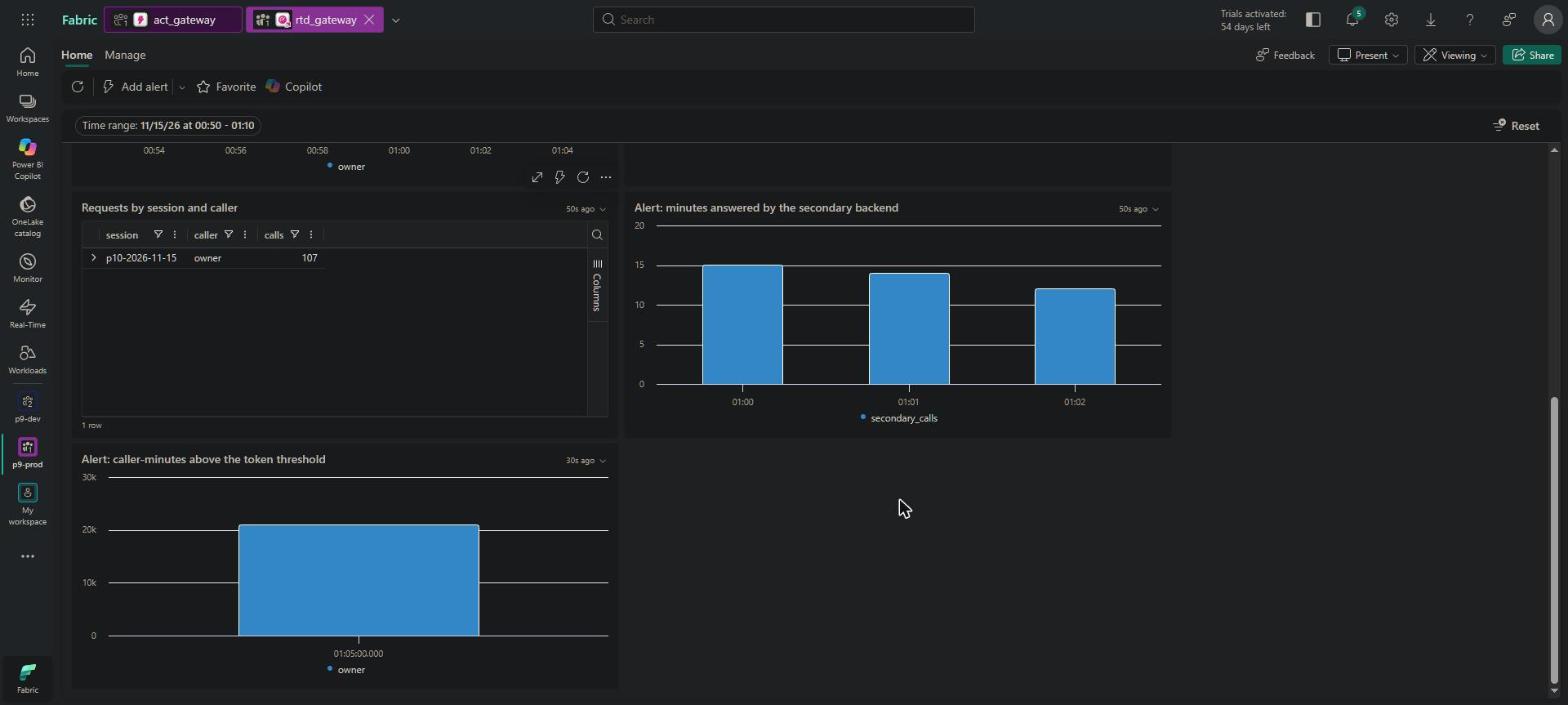 Fabric
act_gateway
rtd_gateway
Search
Trials activated:
54 days left
5
Home
Manage
Feedback
Present
Viewing
Share
Add alert
Favorite
Copilot
Time range: 11/15/26 at 00:50 - 01:10
Reset
Home
Workspaces
Power BI
Copilot
OneLake
catalog
Monitor
Real-Time
Workloads
p9-dev
p9-prod
My
workspace
Fabric
00:54 00:56 00:58 01:00 01:02 01:04
owner
Requests by session and caller
50s ago
session caller calls
p10-2026-11-15 owner 107
Columns
1 row
Alert: minutes answered by the secondary backend
50s ago
20
15
10
5
0
01:00 01:01 01:02
secondary_calls
Alert: caller-minutes above the token threshold
30s ago
30k
20k
10k
0
01:05:00.000
owner